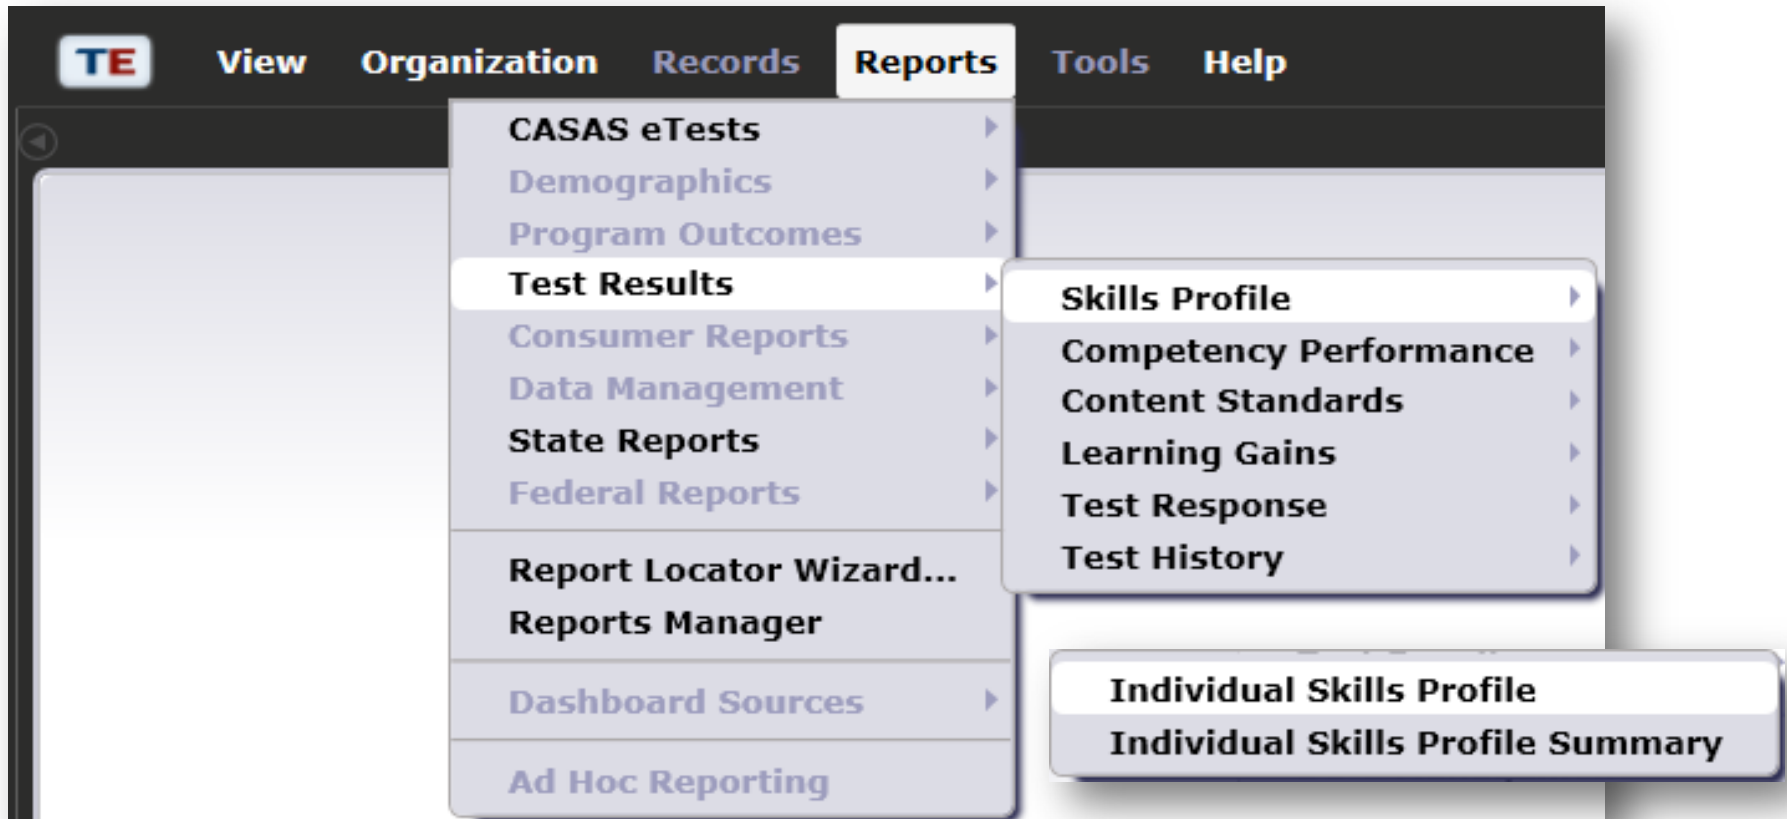 TE View Organization Records Reports Tools Help
CASAS eTests
Demographics
Program Outcomes
Test Results
Consumer Reports
Data Management
State Reports
Federal Reports
Report Locator Wizard...
Reports Manager
Dashboard Sources
Ad Hoc Reporting
Skills Profile
Competency Performance
Content Standards
Learning Gains
Test Response
Test History
Individual Skills Profile
Individual Skills Profile Summary